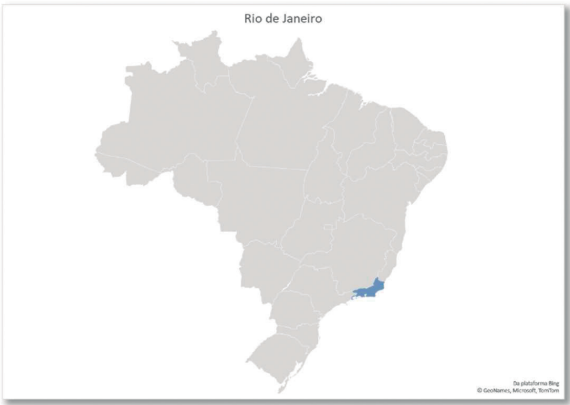 Rio de Janeiro
Da plataforma Bing
© GeoNames, Microsoft, TomTom